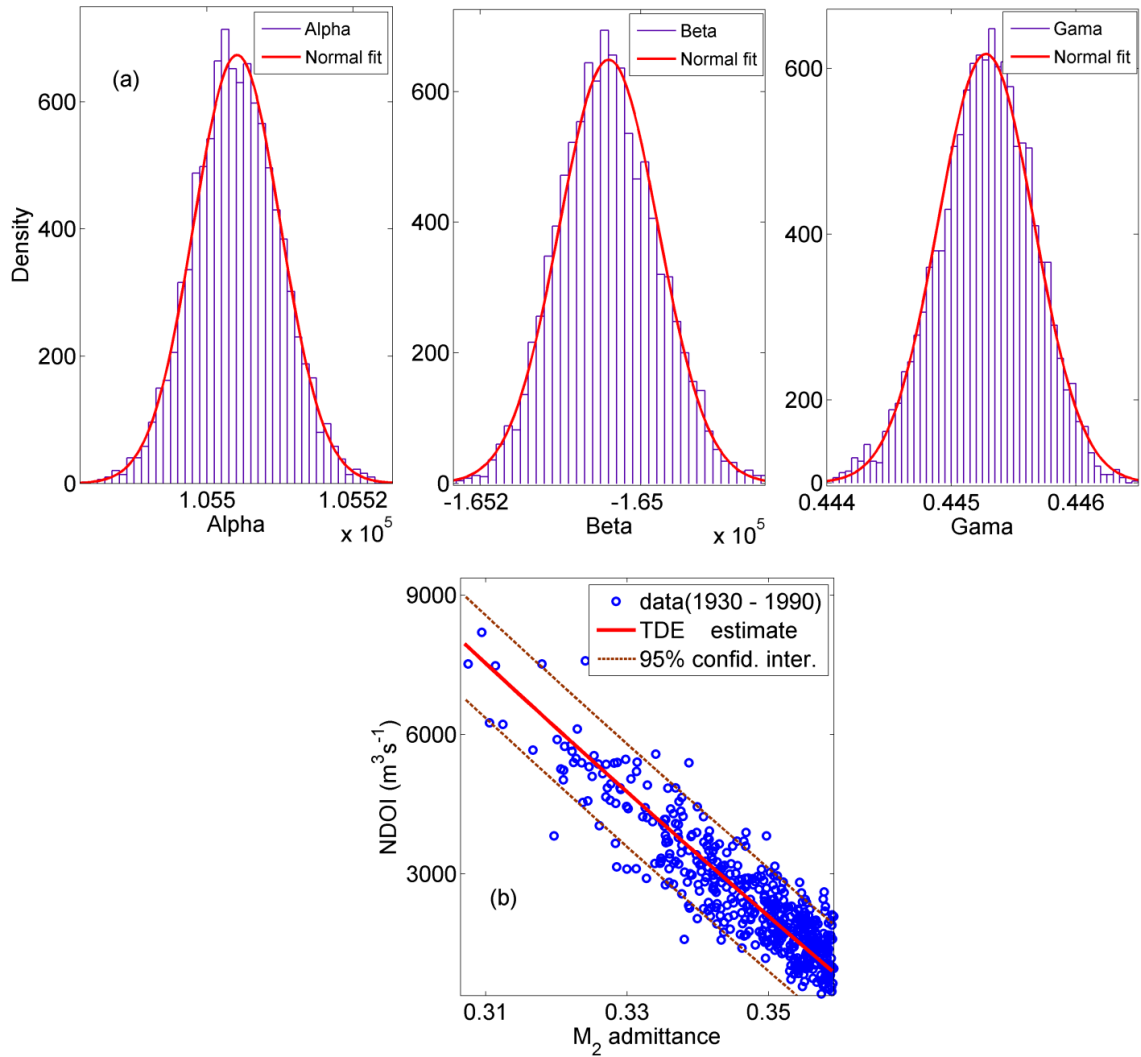 Alpha
Normal fit
(a)
Density
600
400
200
0
1.055
1.0552
Alpha
x 10^5
Beta
Normal fit
600
400
200
0
-1.652
-1.65
Beta
x 10^5
Gama
Normal fit
600
400
200
0
0.444
0.445
0.446
Gama
data(1930 - 1990)
TDE estimate
95% confid. inter.
NDOI (m³s⁻¹)
9000
6000
3000
(b)
0.31
0.33
0.35
M₂ admittance